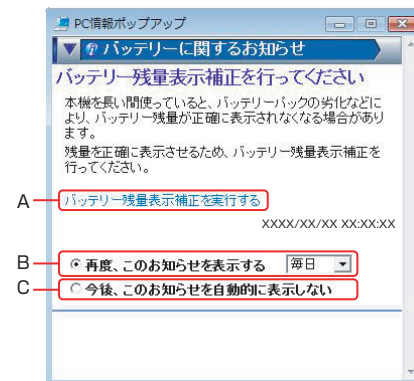 PC情報ポップアップ
バッテリーに関するお知らせ
バッテリー残量表示補正を行ってください
本機を長い間使っていると、バッテリーパックの劣化などに
より、バッテリー残量が正確に表示されなくなる場合があり
ます。
残量を正確に表示させるため、バッテリー残量表示補正を
行ってください。
A
バッテリー残量表示補正を実行する
XXXX/XX/XX XX:XX:XX
B
再度、このお知らせを表示する 毎日
C
今後、このお知らせを自動的に表示しない